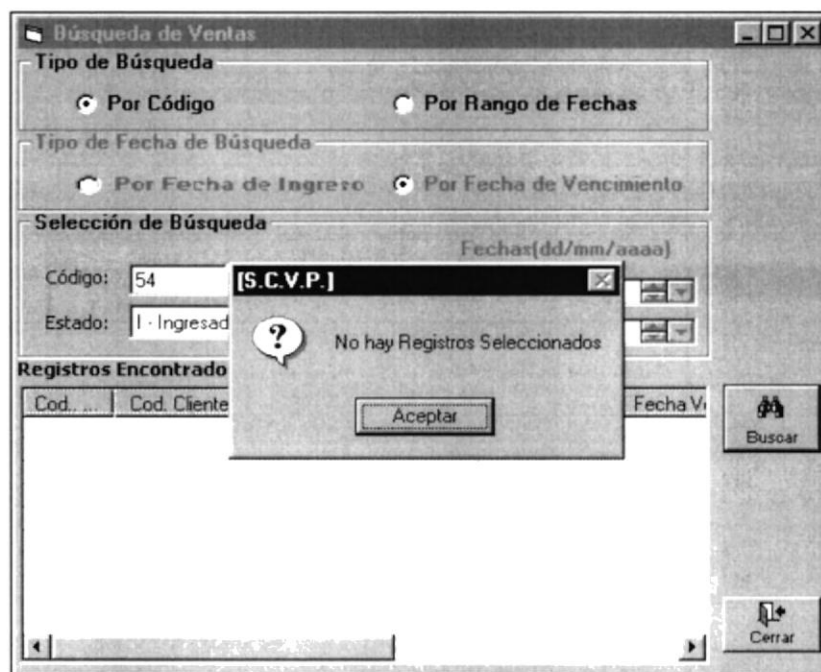 Búsqueda de Ventas
Tipo de Búsqueda
Por Código Por Rango de Fechas
Tipo de Fecha de Búsqueda
Por Fecha de Ingreso Por Fecha de Vencimiento
Selección de Búsqueda
Fechas(dd/mm/aaaa)
Código: 54
[S.C.V.P.]
Estado: I - Ingresad
No hay Registros Seleccionados
Aceptar
Registros Encontrado
Cod.. ... Cod. Cliente Fecha V
Buscar
Cerrar